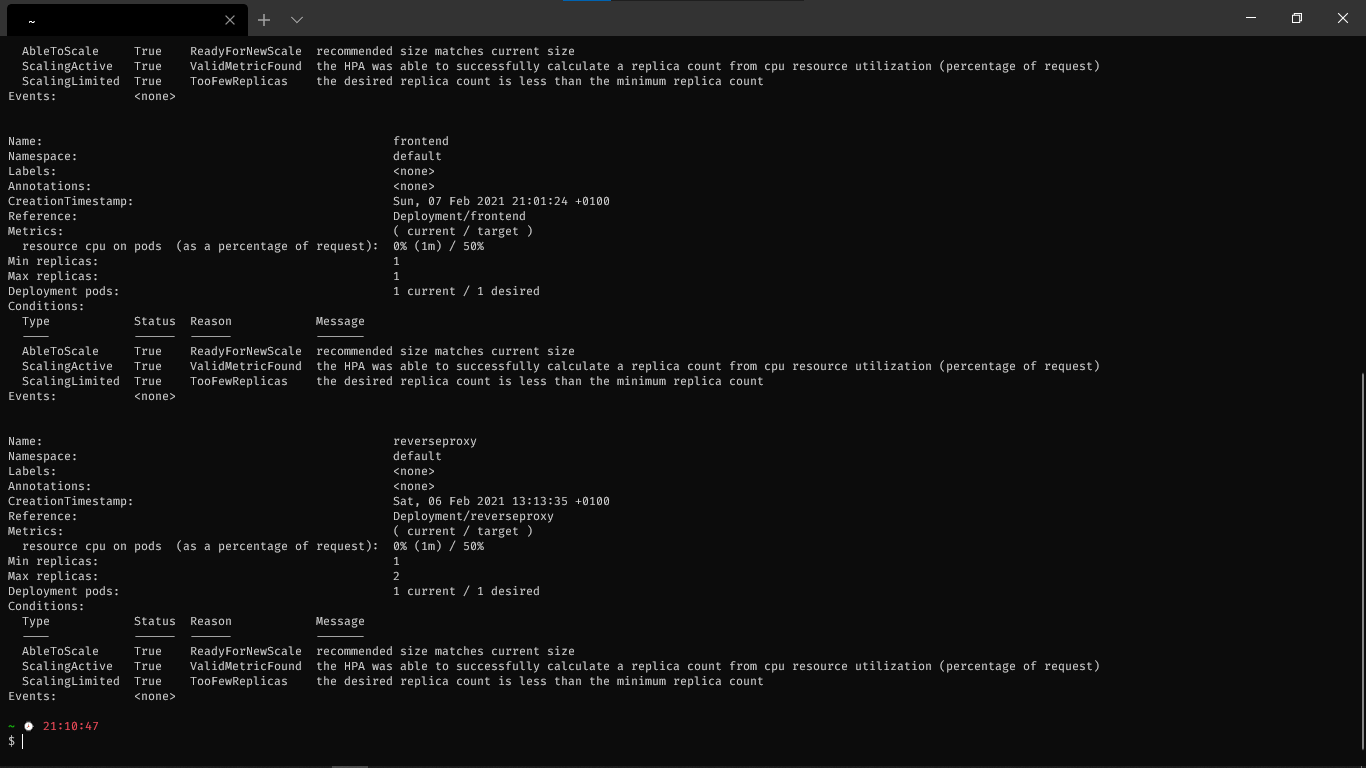 ~
AbleToScale     True    ReadyForNewScale  recommended size matches current size
ScalingActive   True    ValidMetricFound  the HPA was able to successfully calculate a replica count from cpu resource utilization (percentage of request)
ScalingLimited  True    TooFewReplicas    the desired replica count is less than the minimum replica count
Events:           <none>
Name:                                                  frontend
Namespace:                                             default
Labels:                                                <none>
Annotations:                                           <none>
CreationTimestamp:                                     Sun, 07 Feb 2021 21:01:24 +0100
Reference:                                             Deployment/frontend
Metrics:                                               ( current / target )
resource cpu on pods  (as a percentage of request):  0% (1m) / 50%
Min replicas:                                          1
Max replicas:                                          1
Deployment pods:                                       1 current / 1 desired
Conditions:
Type            Status  Reason            Message
----            ------  ------            -------
AbleToScale     True    ReadyForNewScale  recommended size matches current size
ScalingActive   True    ValidMetricFound  the HPA was able to successfully calculate a replica count from cpu resource utilization (percentage of request)
ScalingLimited  True    TooFewReplicas    the desired replica count is less than the minimum replica count
Events:           <none>
Name:                                                  reverseproxy
Namespace:                                             default
Labels:                                                <none>
Annotations:                                           <none>
CreationTimestamp:                                     Sat, 06 Feb 2021 13:13:35 +0100
Reference:                                             Deployment/reverseproxy
Metrics:                                               ( current / target )
resource cpu on pods  (as a percentage of request):  0% (1m) / 50%
Min replicas:                                          1
Max replicas:                                          2
Deployment pods:                                       1 current / 1 desired
Conditions:
Type            Status  Reason            Message
----            ------  ------            -------
AbleToScale     True    ReadyForNewScale  recommended size matches current size
ScalingActive   True    ValidMetricFound  the HPA was able to successfully calculate a replica count from cpu resource utilization (percentage of request)
ScalingLimited  True    TooFewReplicas    the desired replica count is less than the minimum replica count
Events:           <none>
~ 21:10:47
$